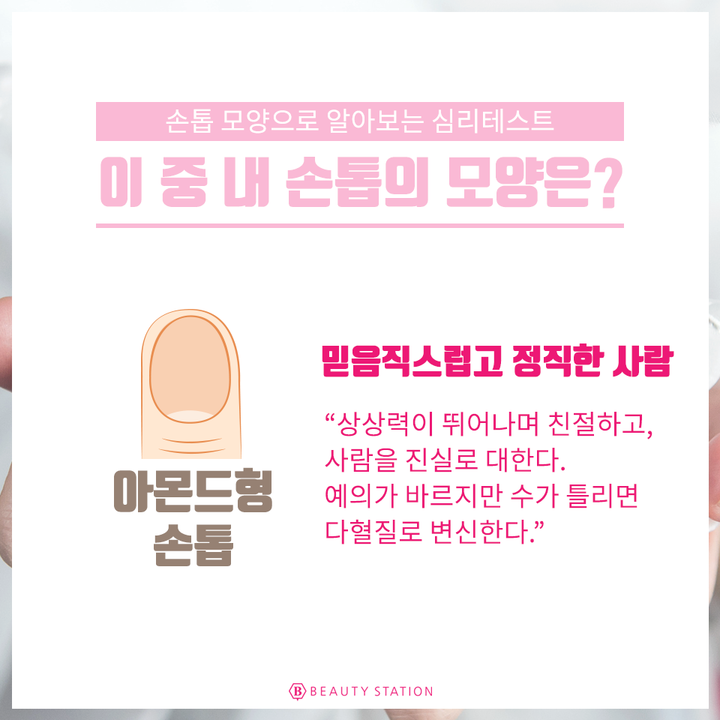 손톱 모양으로 알아보는 심리테스트
이 중 내 손톱의 모양은?
믿음직스럽고 정직한 사람
“상상력이 뛰어나며 친절하고,
사람을 진실로 대한다.
예의가 바르지만 수가 틀리면
다혈질로 변신한다.”
아몬드형
손톱
B BEAUTY STATION